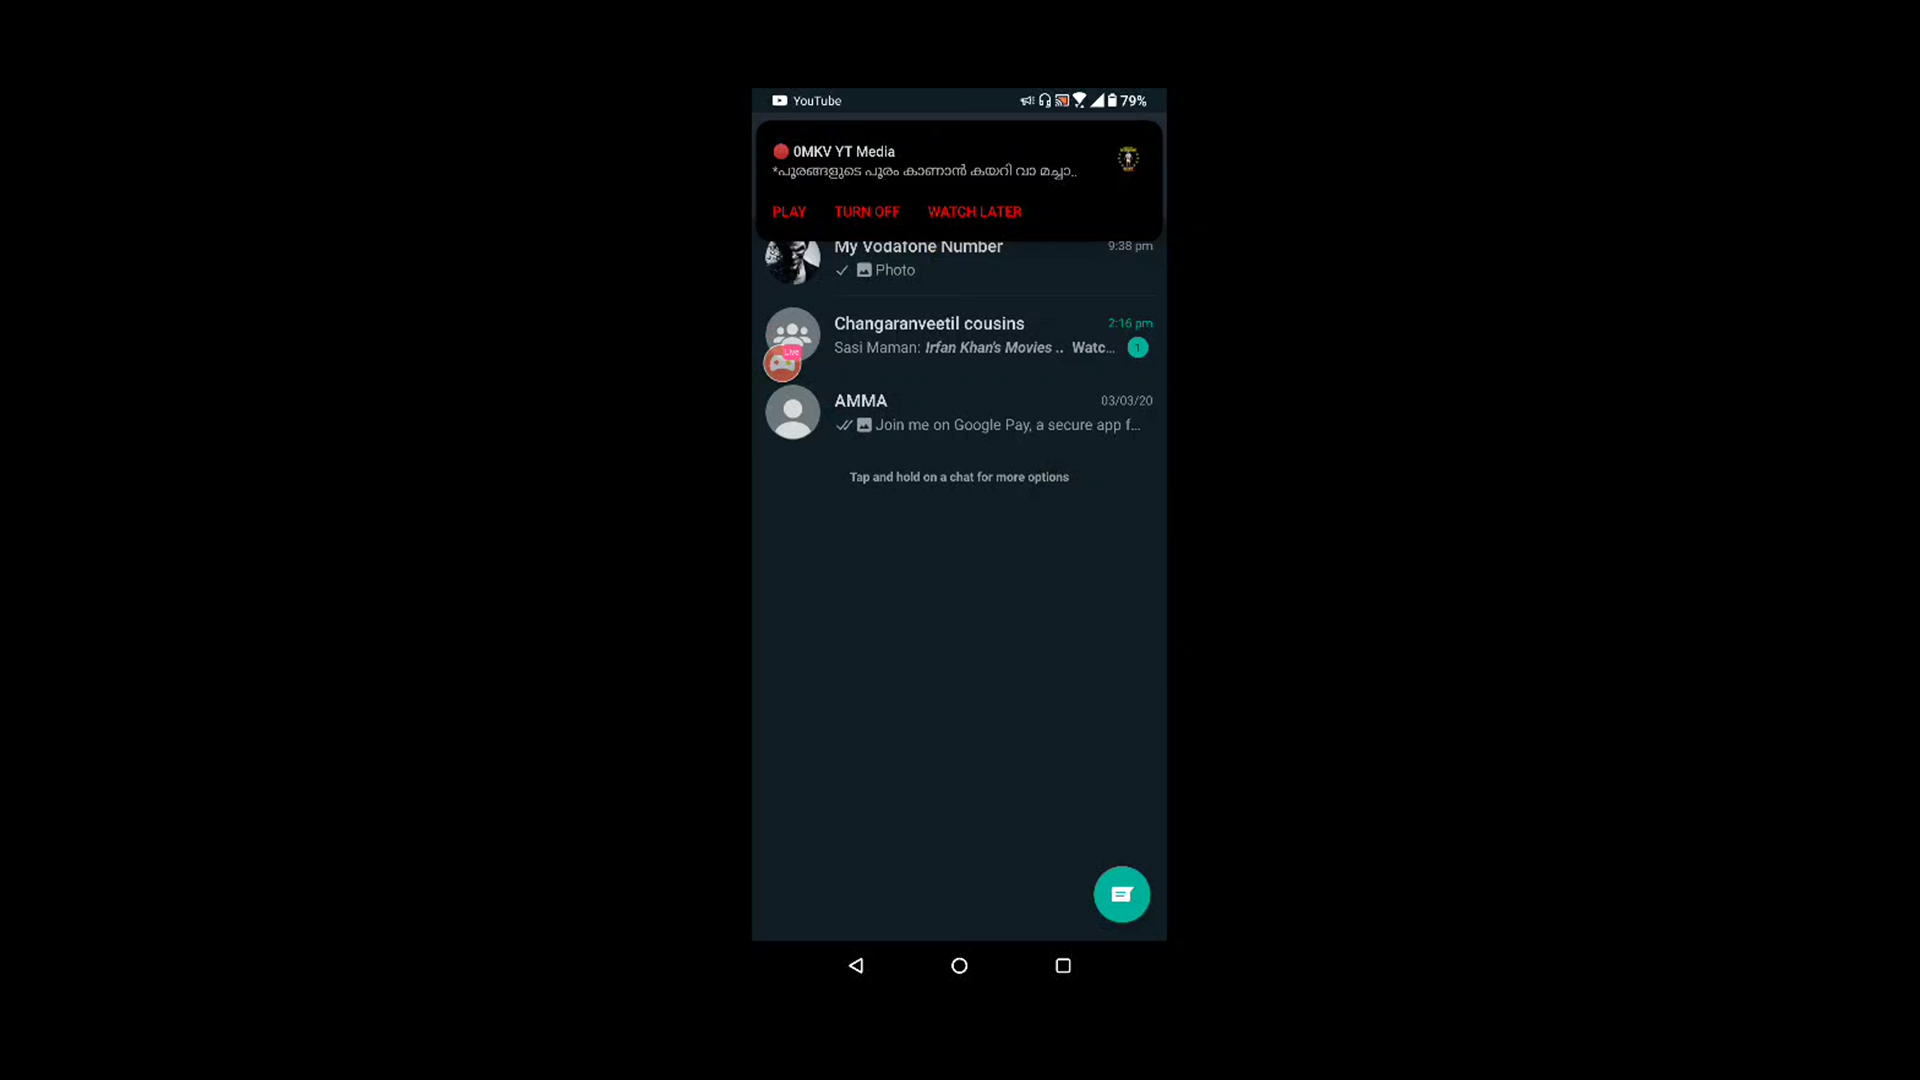 YouTube 79%
🔴 0MKV YT Media
*പൂരങ്ങളുടെ പൂരം കാണാൻ കയറി വാ മച്ചാ..
PLAY TURN OFF WATCH LATER
My Vodafone Number 9:38 pm
Photo
Changaranveetil cousins 2:16 pm
Sasi Maman: Irfan Khan's Movies .. Watc... 1
Live
AMMA 03/03/20
Join me on Google Pay, a secure app f...
Tap and hold on a chat for more options